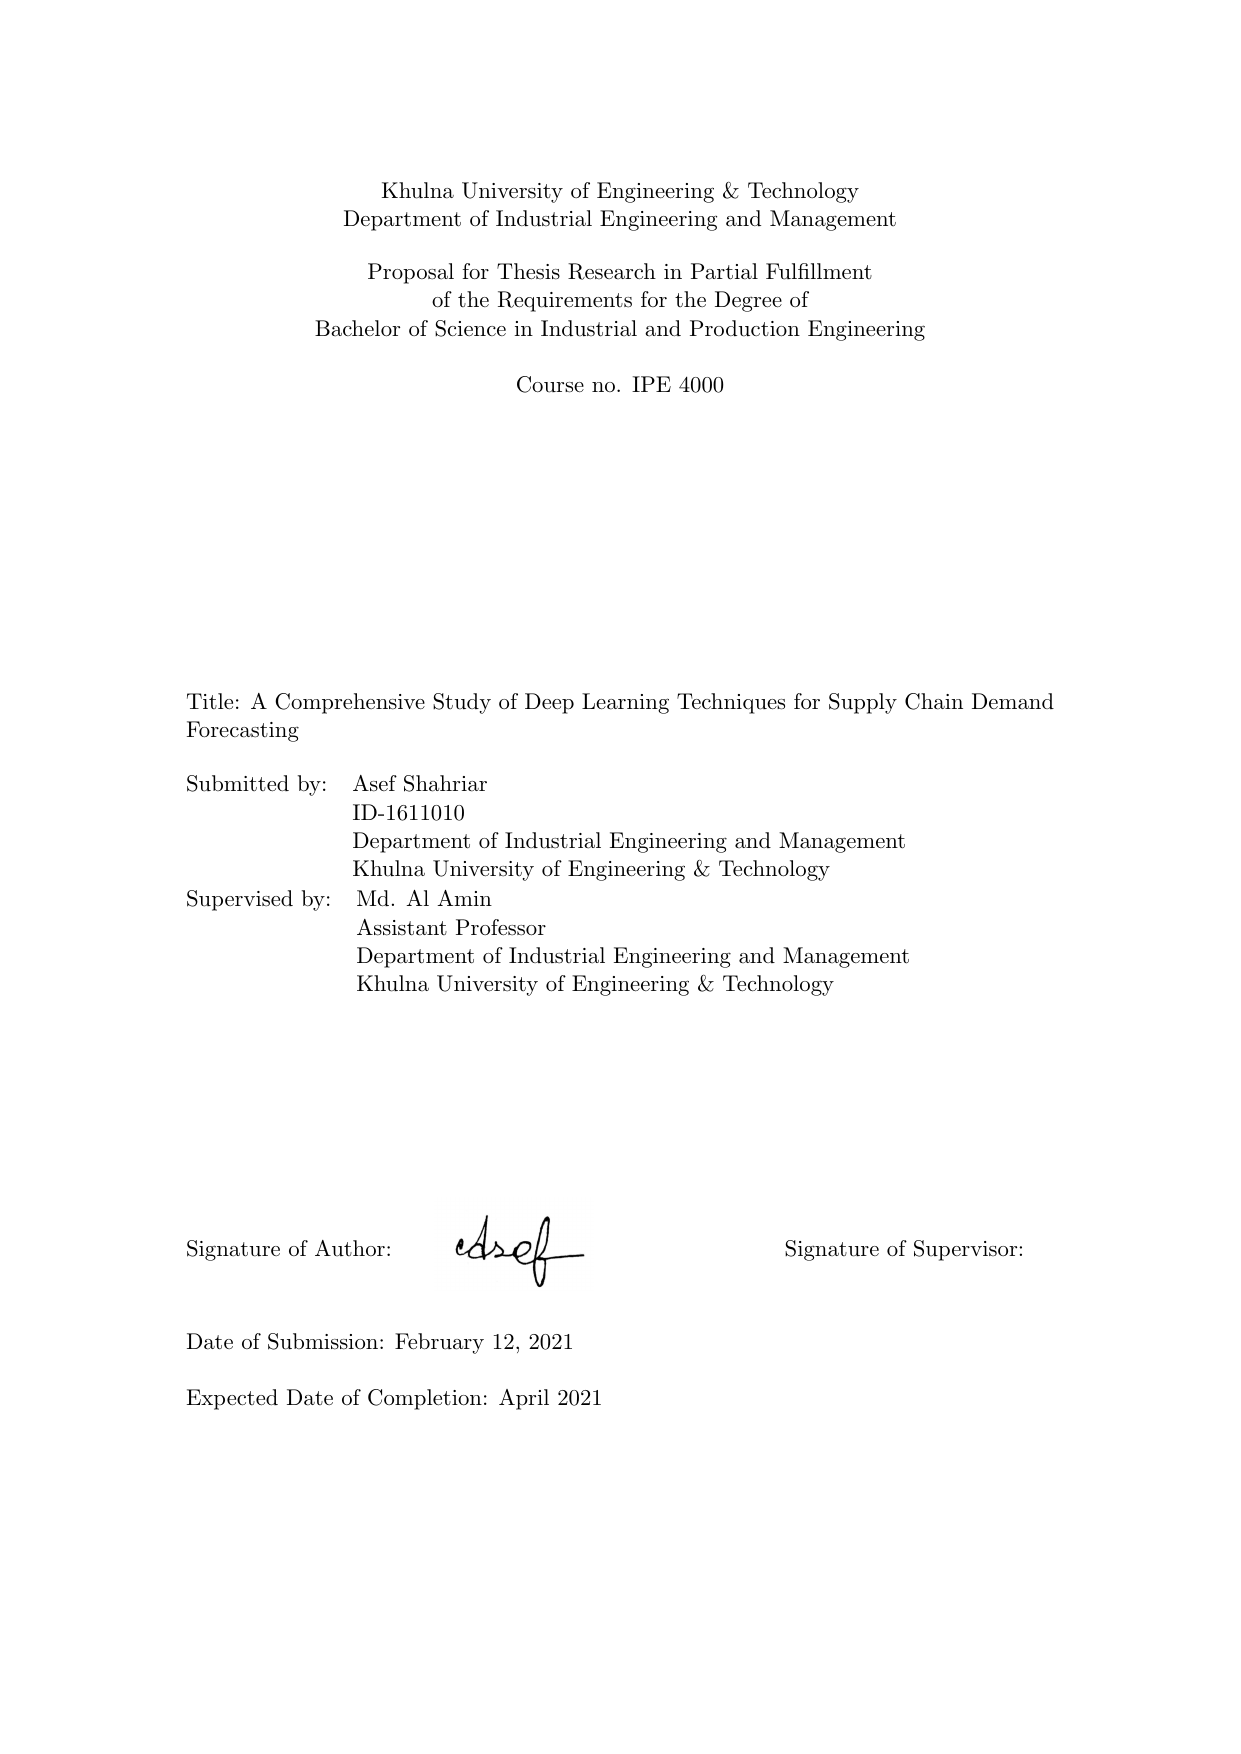 Khulna University of Engineering & Technology
Department of Industrial Engineering and Management
Proposal for Thesis Research in Partial Fulfillment
of the Requirements for the Degree of
Bachelor of Science in Industrial and Production Engineering
Course no. IPE 4000
Title: A Comprehensive Study of Deep Learning Techniques for Supply Chain Demand
Forecasting
Submitted by: Asef Shahriar
ID-1611010
Department of Industrial Engineering and Management
Khulna University of Engineering & Technology
Supervised by: Md. Al Amin
Assistant Professor
Department of Industrial Engineering and Management
Khulna University of Engineering & Technology
Signature of Author: Asef Signature of Supervisor:
Date of Submission: February 12, 2021
Expected Date of Completion: April 2021